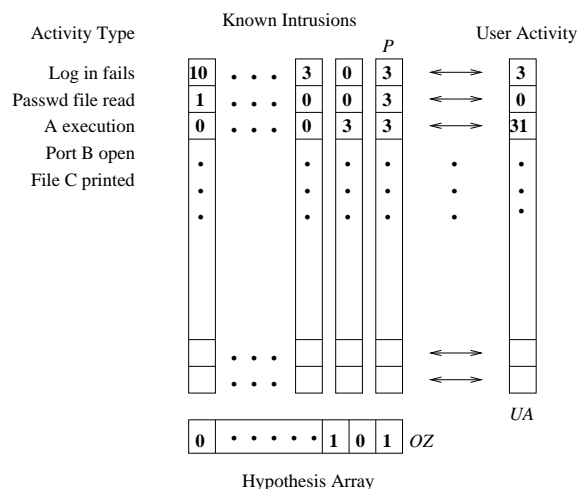 Known Intrusions
Activity Type P User Activity
Log in fails 10 3 0 3 3
Passwd file read 1 0 0 3 0
A execution 0 0 3 3 31
Port B open
File C printed
UA
0 1 0 1 OZ
Hypothesis Array